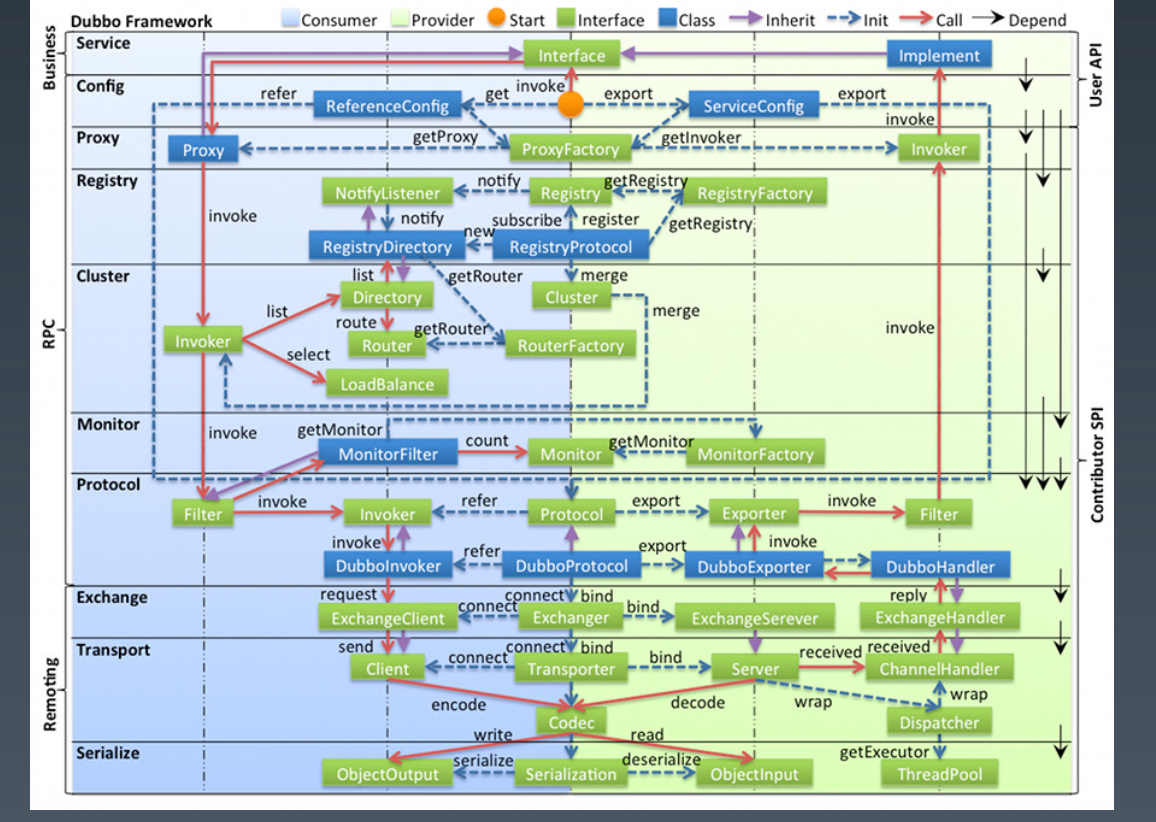 Dubbo Framework
Consumer
Provider
Start
Interface
Class
Inherit
Init
Call
Depend
Business
Service
Interface
Implement
User API
Config
refer
ReferenceConfig
get
invoke
export
ServiceConfig
export
invoke
Proxy
Proxy
getProxy
ProxyFactory
getInvoker
Invoker
Registry
NotifyListener
notify
Registry
getRegistry
RegistryFactory
invoke
notify
subscribe
register
getRegistry
RegistryDirectory
new
RegistryProtocol
RPC
Cluster
list
getRouter
merge
Directory
Cluster
list
merge
route
getRouter
invoke
Invoker
Router
RouterFactory
select
LoadBalance
Contributor SPI
Monitor
invoke
getMonitor
MonitorFilter
count
Monitor
getMonitor
MonitorFactory
Protocol
Filter
invoke
Invoker
refer
Protocol
export
Exporter
invoke
Filter
invoke
refer
export
invoke
DubboInvoker
DubboProtocol
DubboExporter
DubboHandler
Remoting
Exchange
request
connect
bind
reply
ExchangeClient
connect
Exchanger
bind
ExchangeSerever
ExchangeHandler
Transport
send
connect
bind
received
received
Client
connect
Transporter
bind
Server
ChannelHandler
encode
decode
wrap
wrap
Codec
Dispatcher
write
read
Serialize
getExecutor
ObjectOutput
serialize
Serialization
deserialize
ObjectInput
ThreadPool